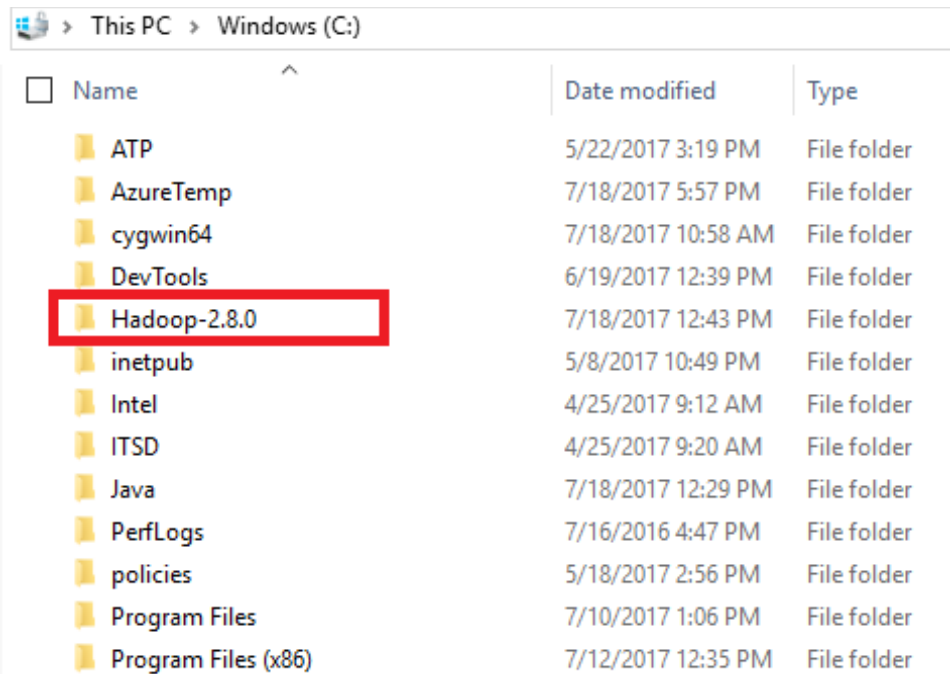 This PC > Windows (C:)
Name Date modified Type
ATP 5/22/2017 3:19 PM File folder
AzureTemp 7/18/2017 5:57 PM File folder
cygwin64 7/18/2017 10:58 AM File folder
DevTools 6/19/2017 12:39 PM File folder
Hadoop-2.8.0 7/18/2017 12:43 PM File folder
inetpub 5/8/2017 10:49 PM File folder
Intel 4/25/2017 9:12 AM File folder
ITSD 4/25/2017 9:20 AM File folder
Java 7/18/2017 12:29 PM File folder
PerfLogs 7/16/2016 4:47 PM File folder
policies 5/18/2017 2:56 PM File folder
Program Files 7/10/2017 1:06 PM File folder
Program Files (x86) 7/12/2017 12:35 PM File folder